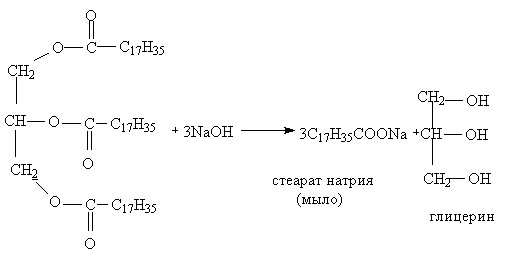 O
O—C—C17H35
CH2
CH—O—C—C17H35 + 3NaOH → 3C17H35COONa + CH—OH
O
CH2
O—C—C17H35
O
CH2—OH
CH2—OH
стеарат натрия
(мыло)
глицерин